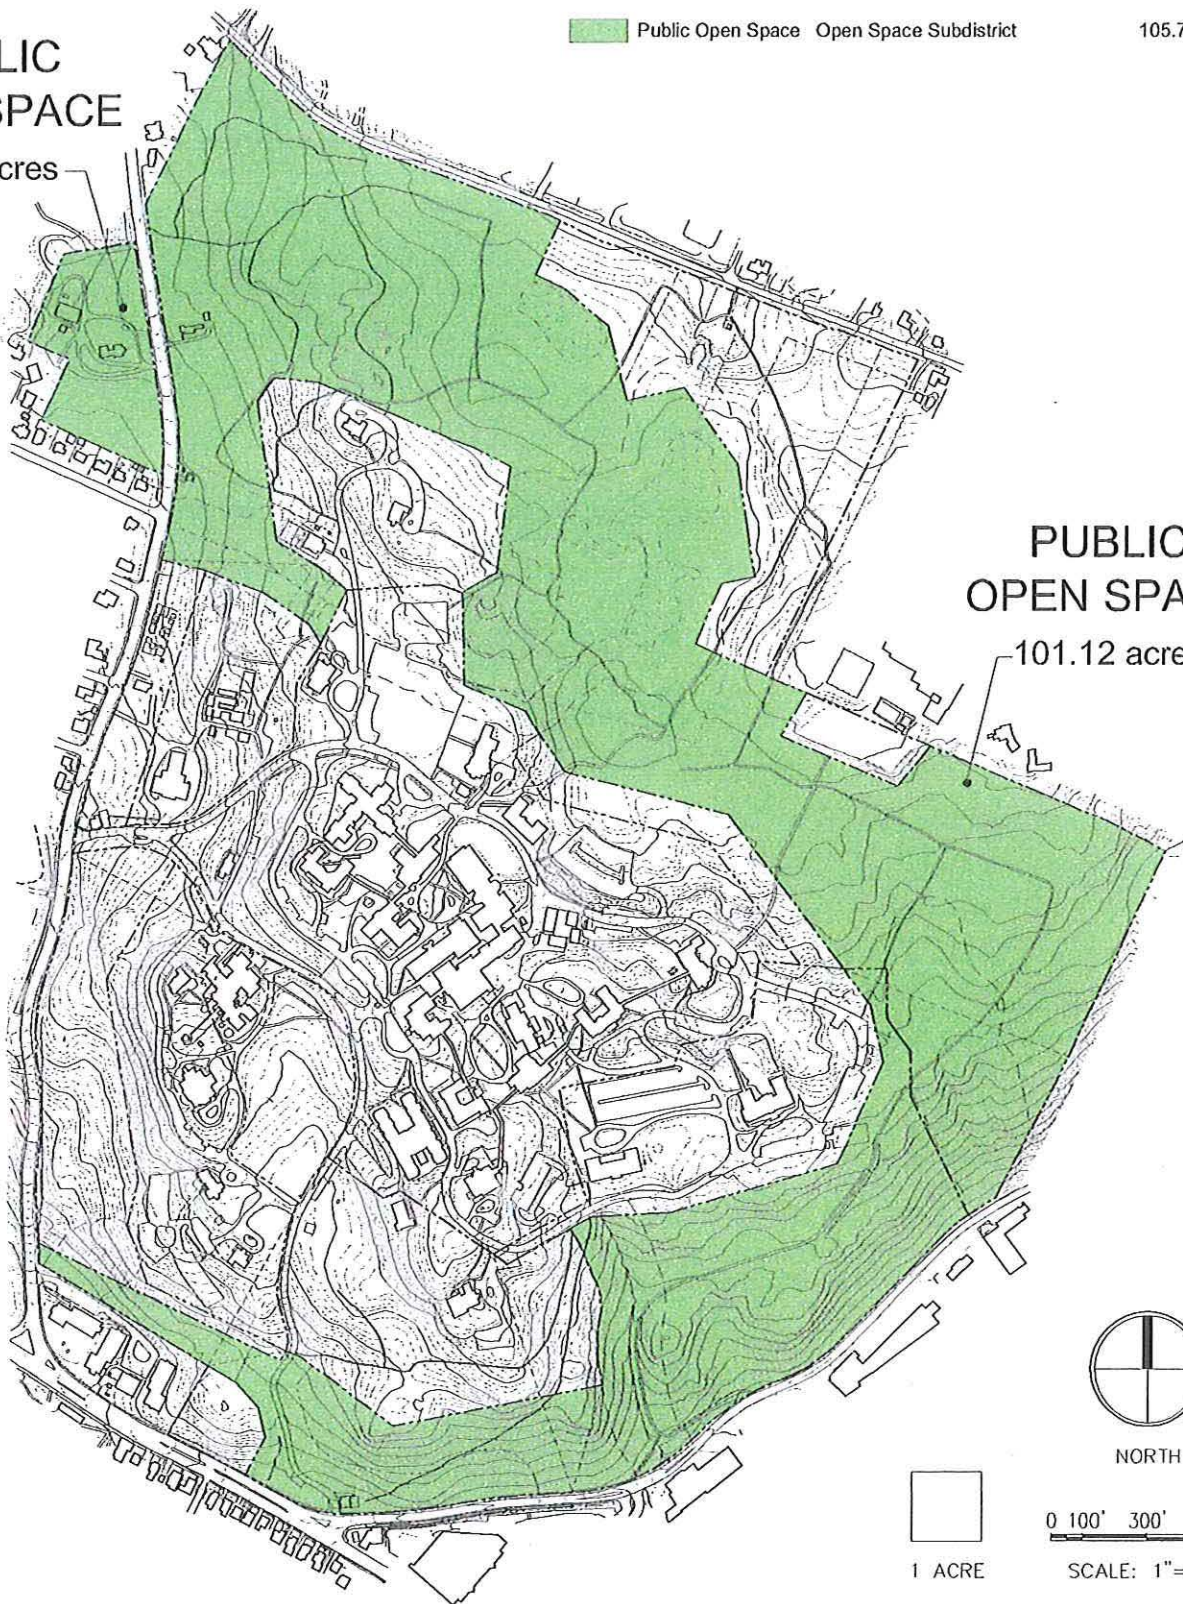 Public Open Space Open Space Subdistrict 105.7
LIC
SPACE
cres
PUBLIC
OPEN SPA
101.12 acre
NORTH
0 100' 300'
1 ACRE
SCALE: 1"=